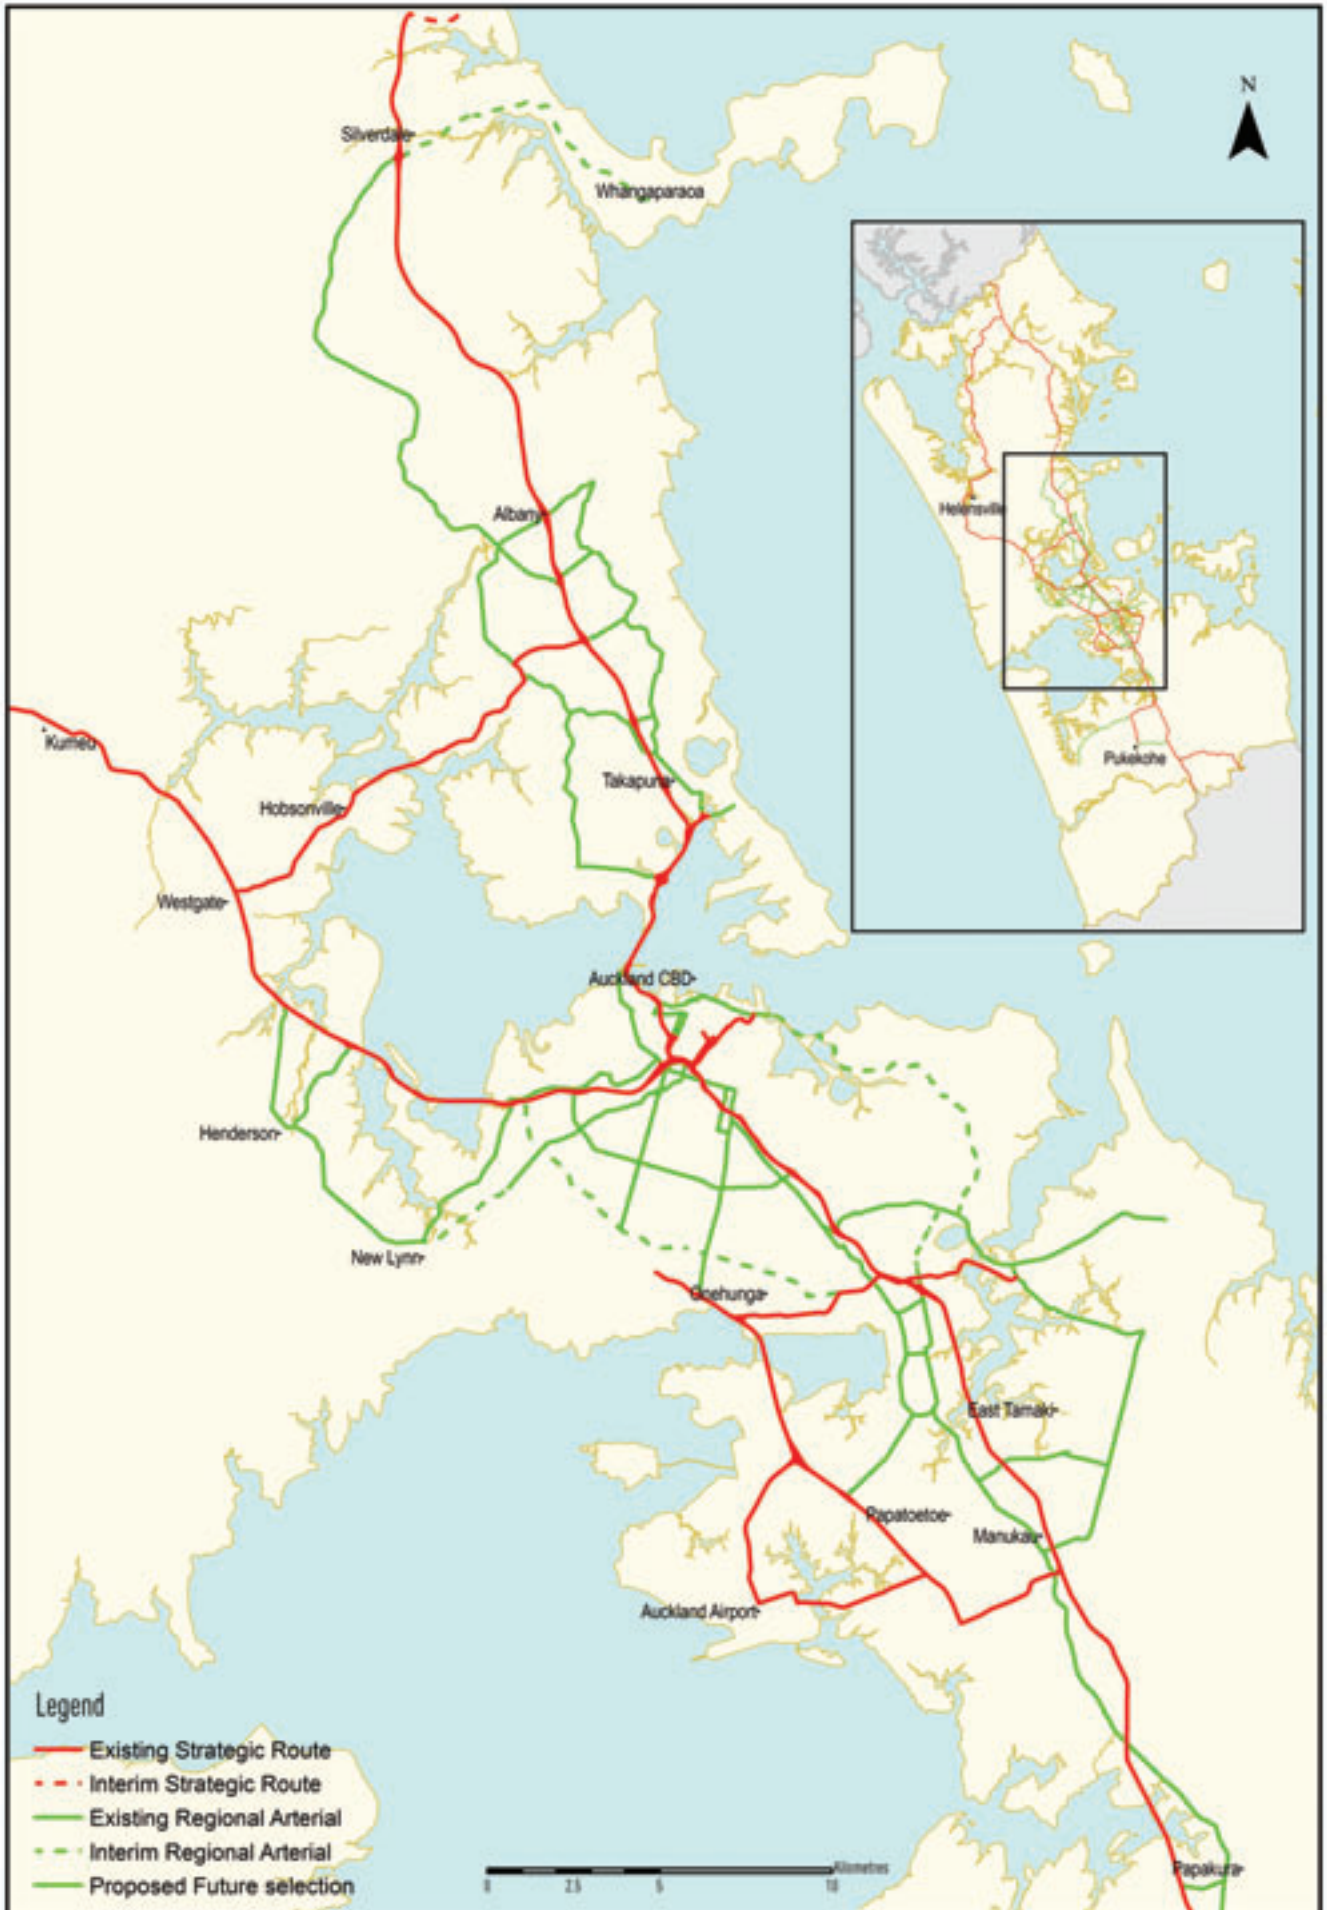 N
Silverdale
Whangaparaoa
Helensville
Albany
Kumeu
Pukekohe
Takapuna
Hobsonville
Westgate
Auckland CBD
Henderson
New Lynn
Onehunga
East Tamaki
Papatoetoe
Manukau
Auckland Airport
Legend
Existing Strategic Route
Interim Strategic Route
Existing Regional Arterial
Interim Regional Arterial
Proposed Future selection
Kilometres
0 2.5 5 10
Papakura